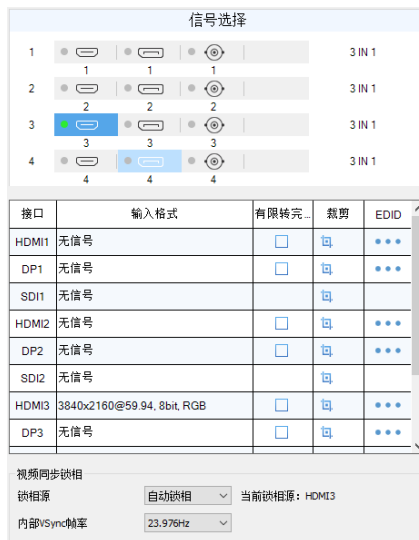 信号选择
1 3 IN 1
1 1 1
2 3 IN 1
2 2 2
3 3 IN 1
3 3 3
4 3 IN 1
4 4 4
接口 输入格式 有限转完... 裁剪 EDID
HDMI1 无信号
DP1 无信号
SDI1 无信号
HDMI2 无信号
DP2 无信号
SDI2 无信号
HDMI3 3840x2160@59.94, 8bit, RGB
DP3 无信号
视频同步锁相
锁相源 自动锁相 当前锁相源：HDMI3
内部VSync帧率 23.976Hz